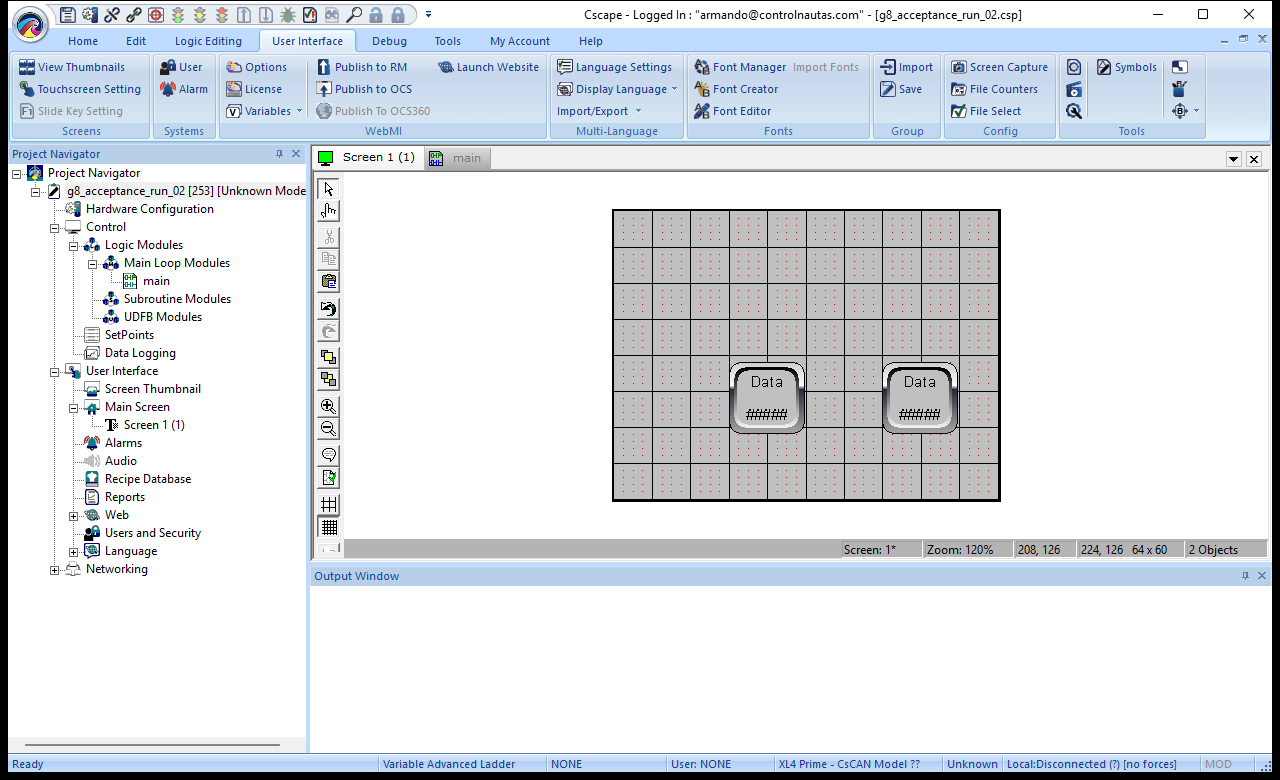 Cscape - Logged In : "armando@controlnautas.com" - [g8_acceptance_run_02.csp]
Home Edit Logic Editing User Interface Debug Tools My Account Help
View Thumbnails User Options Publish to RM Launch Website Language Settings Font Manager Import Fonts Import Screen Capture Symbols
Touchscreen Setting Alarm License Publish to OCS Display Language Font Creator Save File Counters
Slide Key Setting Variables Publish To OCS360 Import/Export Font Editor File Select
Screens Systems WebMI Multi-Language Fonts Group Config Tools
Project Navigator
Project Navigator
g8_acceptance_run_02 [253] [Unknown Mode
Hardware Configuration
Control
Logic Modules
Main Loop Modules
main
Subroutine Modules
UDFB Modules
SetPoints
Data Logging
User Interface
Screen Thumbnail
Main Screen
Screen 1 (1)
Alarms
Audio
Recipe Database
Reports
Web
Users and Security
Language
Networking
Screen 1 (1) main
Data Data
###### ######
Screen: 1* Zoom: 120% 208, 126 224, 126 64 x 60 2 Objects
Output Window
Ready Variable Advanced Ladder NONE User: NONE XL4 Prime - CsCAN Model ?? Unknown Local:Disconnected (?) [no forces] MOD